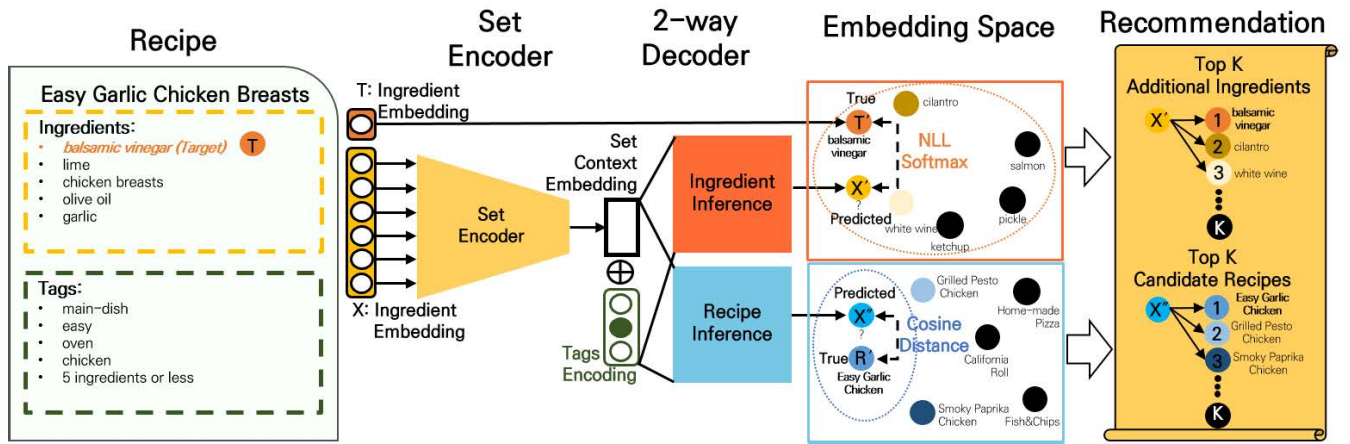 Recipe
Easy Garlic Chicken Breasts
Ingredients:
• balsamic vinegar (Target) T
• lime
• chicken breasts
• olive oil
• garlic
Tags:
• main-dish
• easy
• oven
• chicken
• 5 ingredients or less
Set
Encoder
T: Ingredient
Embedding
Set
Encoder
X: Ingredient
Embedding
2-way
Decoder
Set
Context
Embedding
Tags
Encoding
Ingredient
Inference
Recipe
Inference
Embedding Space
True
T'
balsamic
vinegar
cilantro
NLL
Softmax
salmon
X'
?
Predicted
white wine
ketchup
pickle
Predicted
X"
?
True R'
Easy Garlic
Chicken
Cosine
Distance
Grilled Pesto
Chicken
Home-made
Pizza
California
Roll
Smoky Paprika
Chicken
Fish&Chips
Recommendation
Top K
Additional Ingredients
X'
1 balsamic
vinegar
2 cilantro
3 white wine
K
Top K
Candidate Recipes
X"
1 Easy Garlic
Chicken
2 Grilled Pesto
Chicken
3 Smoky Paprika
Chicken
K